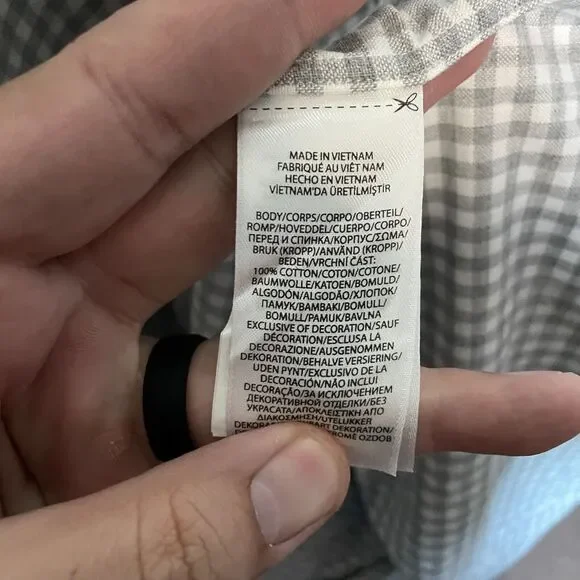 MADE IN VIETNAM
FABRIQUÉ AU VIÊT NAM
HECHO EN VIETNAM
VİETNAM'DA ÜRETİLMİŞTİR
BODY/CORPS/CORPO/OBERTEIL/
ROMP/HOVEDDEL/CUERPO/CORPO/
ПЕРЕД И СПИНКА/КОРПУС/ΣΩΜΑ/
BRUK (KROPP)/ANVÄND (KROPP)/
BEDEN/VRCHNÍ ČÁST:
100% COTTON/COTON/COTONE/
BAUMWOLLE/KATOEN/BOMULD/
ALGODÓN/ALGODÃO/ХЛОПОК/
ПАМУК/ΒΑΜΒΑΚΙ/BOMULL/
BOMULL/PAMUK/BAVLNA
EXCLUSIVE OF DECORATION/SAUF
DÉCORATION/ESCLUSA LA
DECORAZIONE/AUSGENOMMEN
DEKORATION/BEHALVE VERSIERING/
UDEN PYNT/EXCLUSIVO DE LA
DECORACIÓN/NÃO INCLUI
DECORAÇÃO/ЗА ИСКЛЮЧЕНИЕМ
ДЕКОРАТИВНОЙ ОТДЕЛКИ/БЕЗ
УКРАСАТА/ΑΠΟΚΛΕΙΣΤΙΚΗ ΑΠΟ
ΔΙΑΚΟΣΜΗΣΗ/UTELUKKER
DEKORATION/
OZDOB